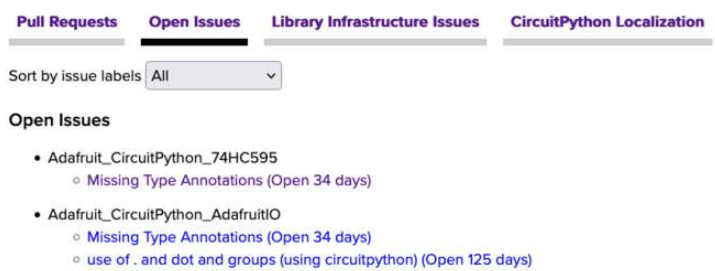 Pull Requests Open Issues Library Infrastructure Issues CircuitPython Localization
Sort by issue labels All
Open Issues
Adafruit_CircuitPython_74HC595
Missing Type Annotations (Open 34 days)
Adafruit_CircuitPython_AdafruitIO
Missing Type Annotations (Open 34 days)
use of . and dot and groups (using circuitpython) (Open 125 days)